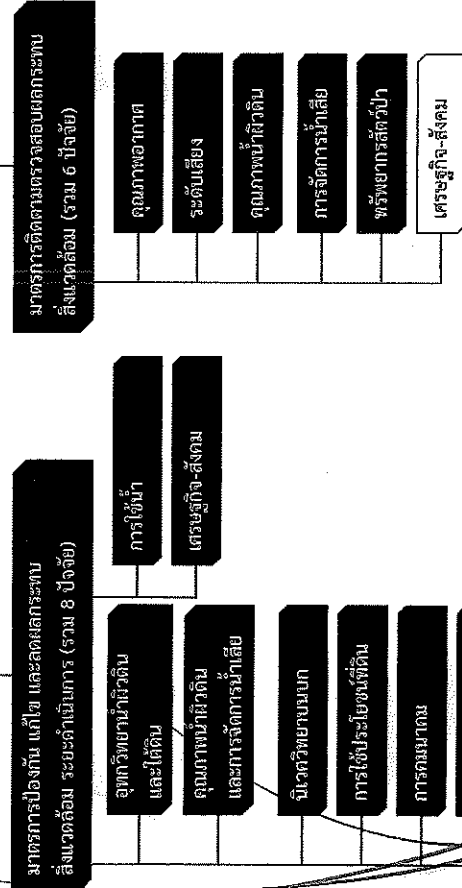 มาตรการป้องกัน แก้ไข และลดผลกระทบ
สิ่งแวดล้อม ระยะดำเนินการ (รวม 8 ปัจจัย)
อุทกวิทยาน้ำผิวดิน
และใต้ดิน
คุณภาพน้ำผิวดิน
และการจัดการน้ำเสีย
นิเวศวิทยาบนบก
การใช้ประโยชน์ที่ดิน
การคมนาคม
การใช้น้ำ
เศรษฐกิจ-สังคม
มาตรการติดตามตรวจสอบผลกระทบ
สิ่งแวดล้อม (รวม 6 ปัจจัย)
คุณภาพอากาศ
ระดับเสียง
คุณภาพน้ำผิวดิน
การจัดการน้ำเสีย
ทรัพยากรสัตว์ป่า
เศรษฐกิจ-สังคม